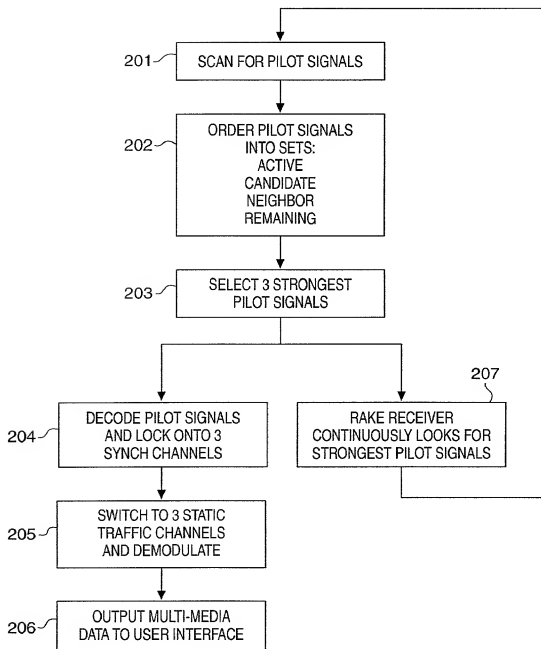 201
SCAN FOR PILOT SIGNALS
202
ORDER PILOT SIGNALS
INTO SETS:
ACTIVE
CANDIDATE
NEIGHBOR
REMAINING
203
SELECT 3 STRONGEST
PILOT SIGNALS
204
DECODE PILOT SIGNALS
AND LOCK ONTO 3
SYNCH CHANNELS
207
RAKE RECEIVER
CONTINUOUSLY LOOKS FOR
STRONGEST PILOT SIGNALS
205
SWITCH TO 3 STATIC
TRAFFIC CHANNELS
AND DEMODULATE
206
OUTPUT MULTI-MEDIA
DATA TO USER INTERFACE